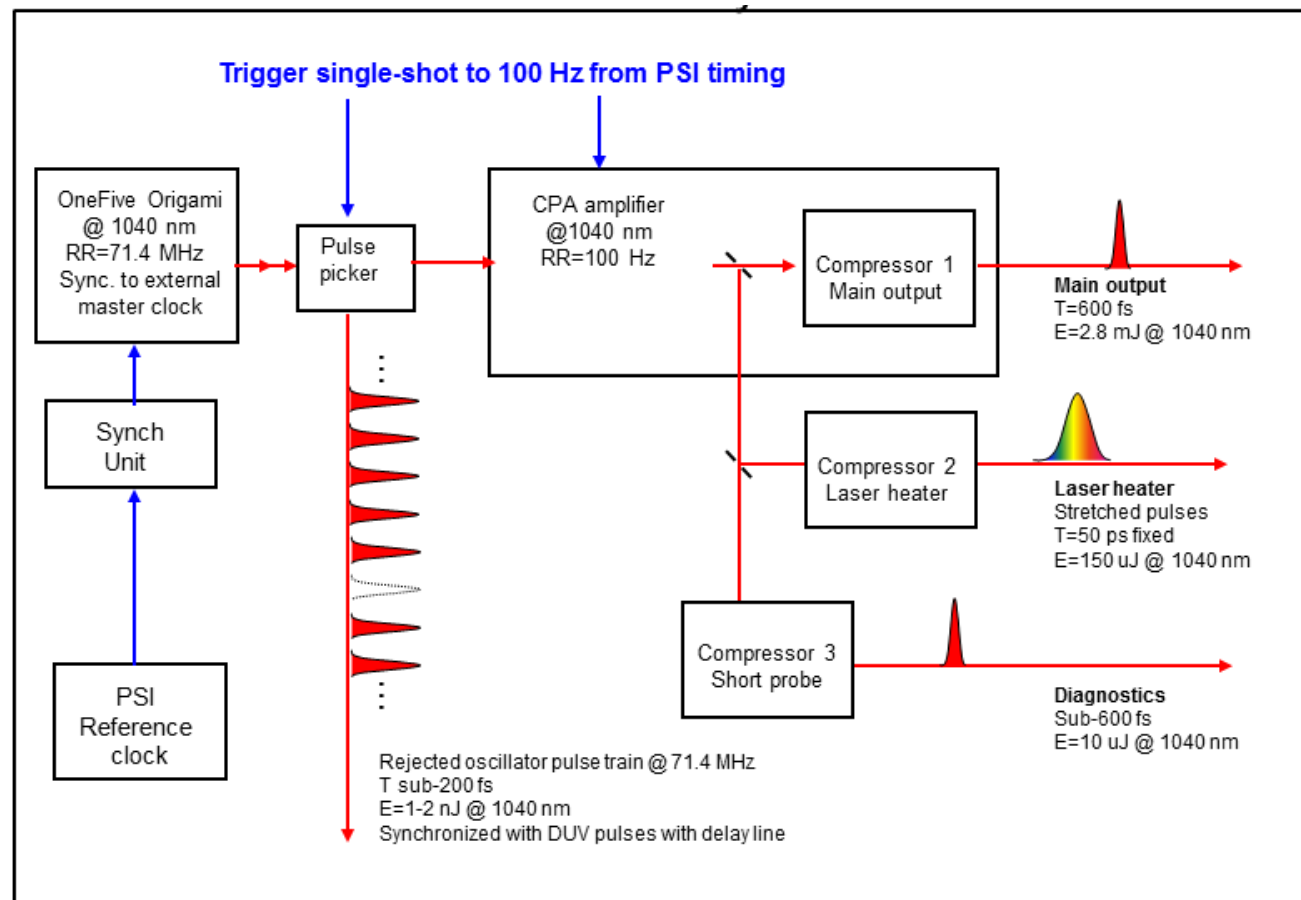 Trigger single-shot to 100 Hz from PSI timing
OneFive Origami
@ 1040 nm
RR=71.4 MHz
Sync. to external
master clock
Pulse
picker
CPA amplifier
@1040 nm
RR=100 Hz
Compressor 1
Main output
Main output
T=600 fs
E=2.8 mJ @ 1040 nm
Synch
Unit
Compressor 2
Laser heater
Laser heater
Stretched pulses
T=50 ps fixed
E=150 uJ @ 1040 nm
PSI
Reference
clock
Compressor 3
Short probe
Diagnostics
Sub-600 fs
E=10 uJ @ 1040 nm
Rejected oscillator pulse train @ 71.4 MHz
T sub-200 fs
E=1-2 nJ @ 1040 nm
Synchronized with DUV pulses with delay line